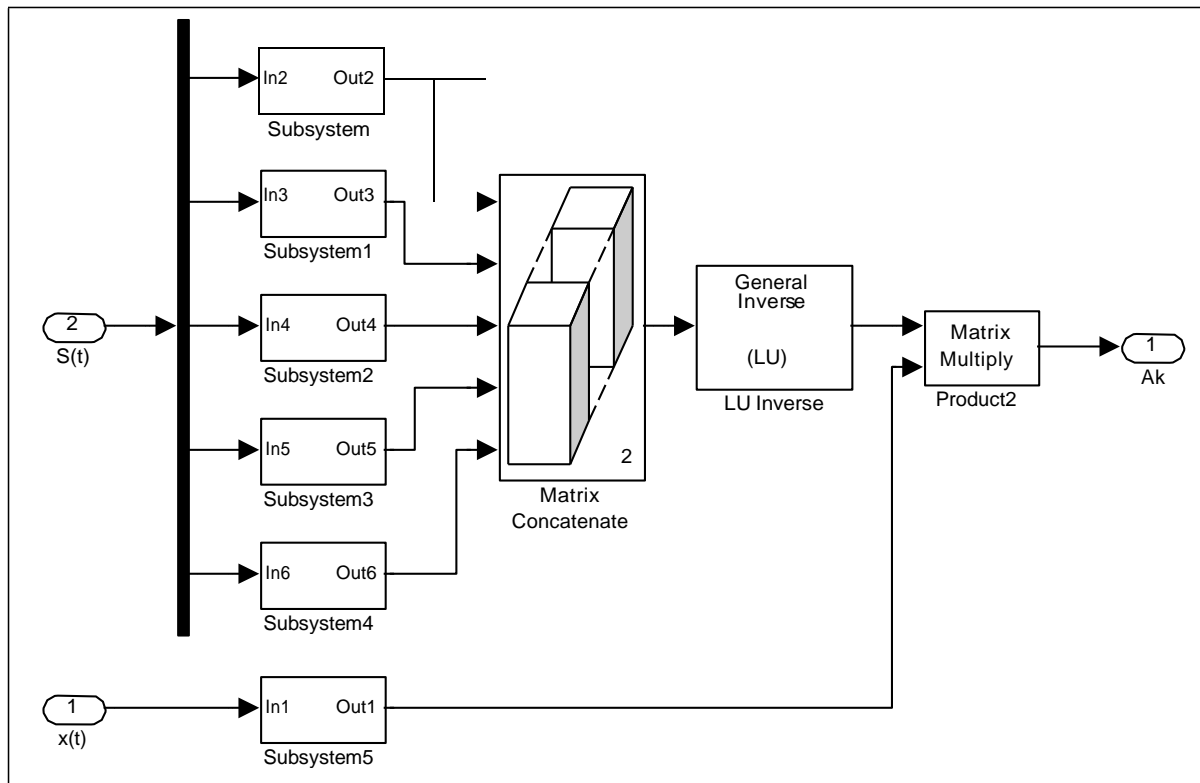 In2 Out2
Subsystem
In3 Out3
Subsystem1
In4 Out4
Subsystem2
In5 Out5
Subsystem3
In6 Out6
Subsystem4
In1 Out1
Subsystem5
2
S(t)
1
x(t)
2
Matrix
Concatenate
General
Inverse
(LU)
LU Inverse
Matrix
Multiply
Product2
1
Ak